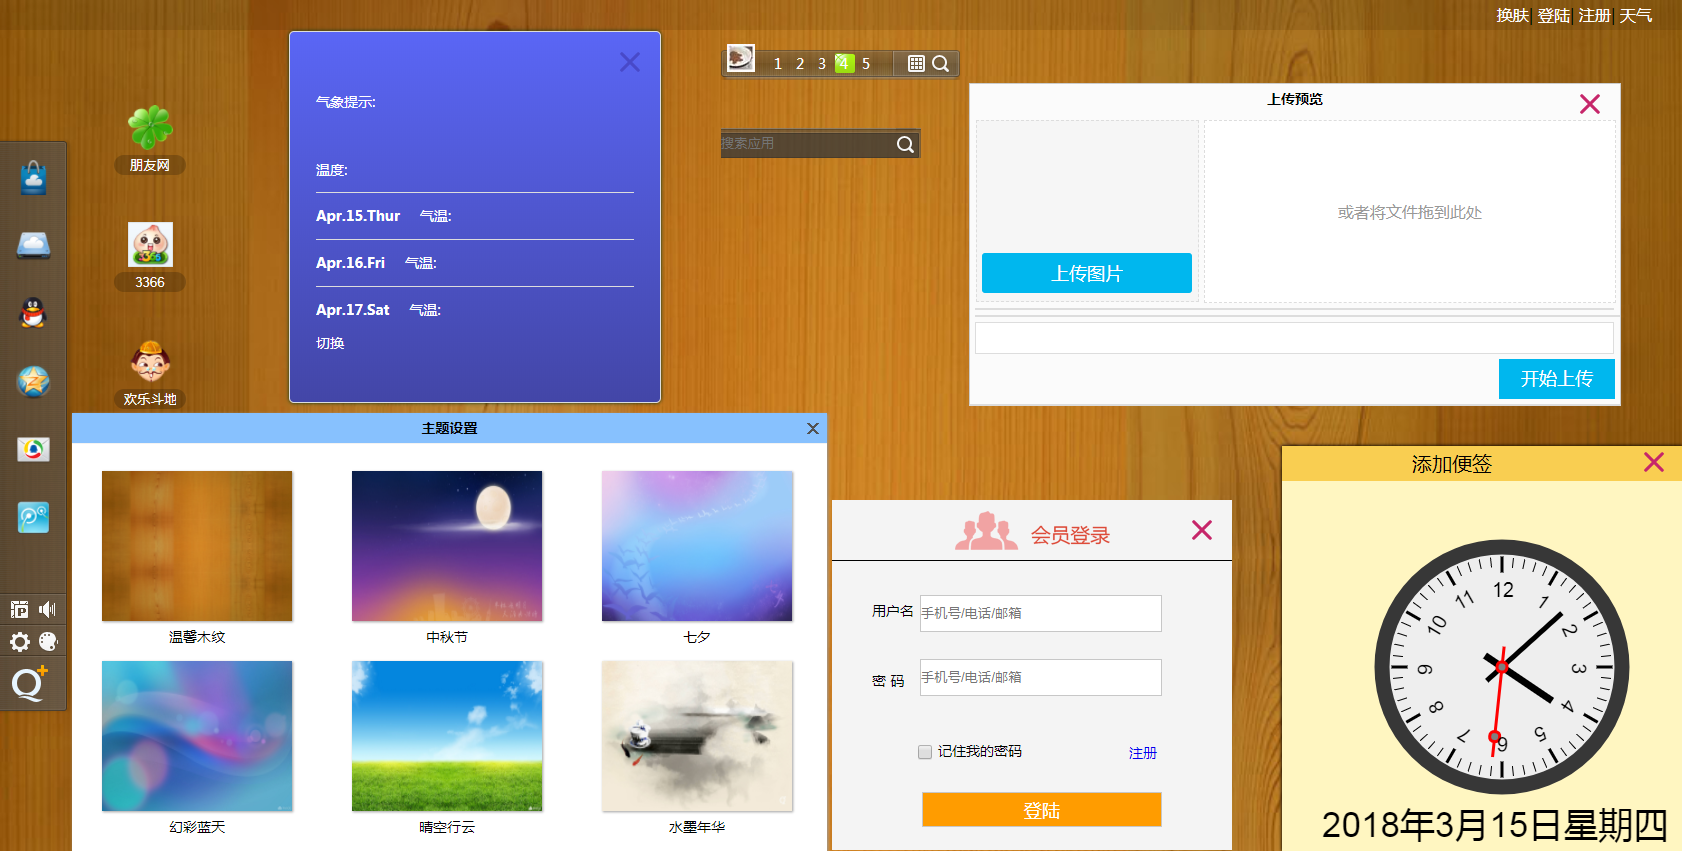 换肤| 登陆| 注册| 天气
1 2 3 4 5
搜索应用
朋友网
3366
欢乐斗地
气象提示:
温度:
Apr.15.Thur 气温:
Apr.16.Fri 气温:
Apr.17.Sat 气温:
切换
上传预览
上传图片
或者将文件拖到此处
开始上传
主题设置
温馨木纹
中秋节
七夕
幻彩蓝天
晴空行云
水墨年华
会员登录
用户名 手机号/电话/邮箱
密 码 手机号/电话/邮箱
记住我的密码 注册
登陆
添加便签
12
1
2
3
4
5
6
7
8
9
10
11
2018年3月15日星期四